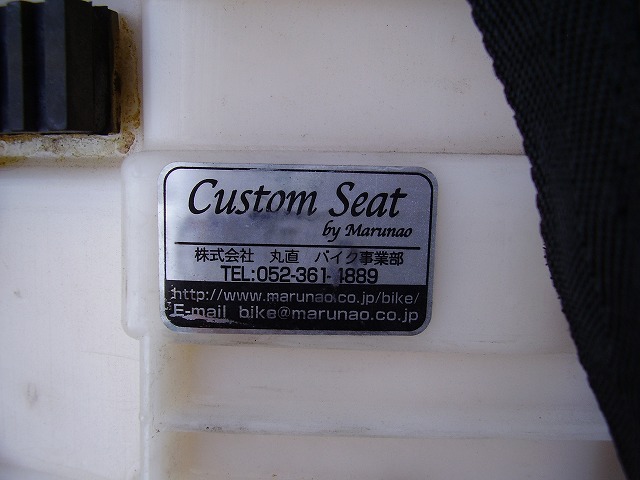 Custom Seat
by Marunao
株式会社 丸直 バイク事業部
TEL:052-361-1889
http://www.marunao.co.jp/bike/
E-mail bike@marunao.co.jp